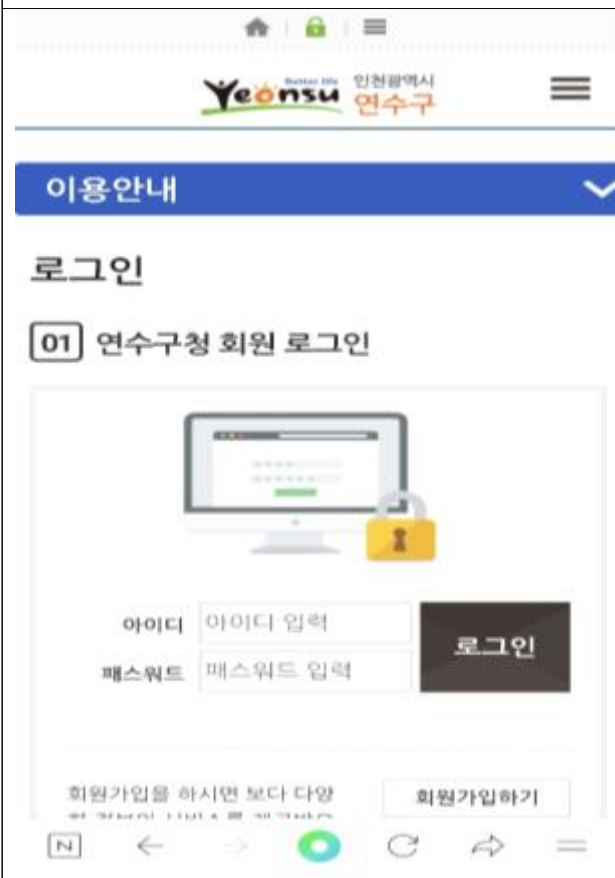 Better life
Yeonsu 인천광역시
연수구
이용안내
로그인
01 연수구청 회원 로그인
아이디 아이디 입력
로그인
패스워드 패스워드 입력
회원가입을 하시면 보다 다양
회원가입하기
N